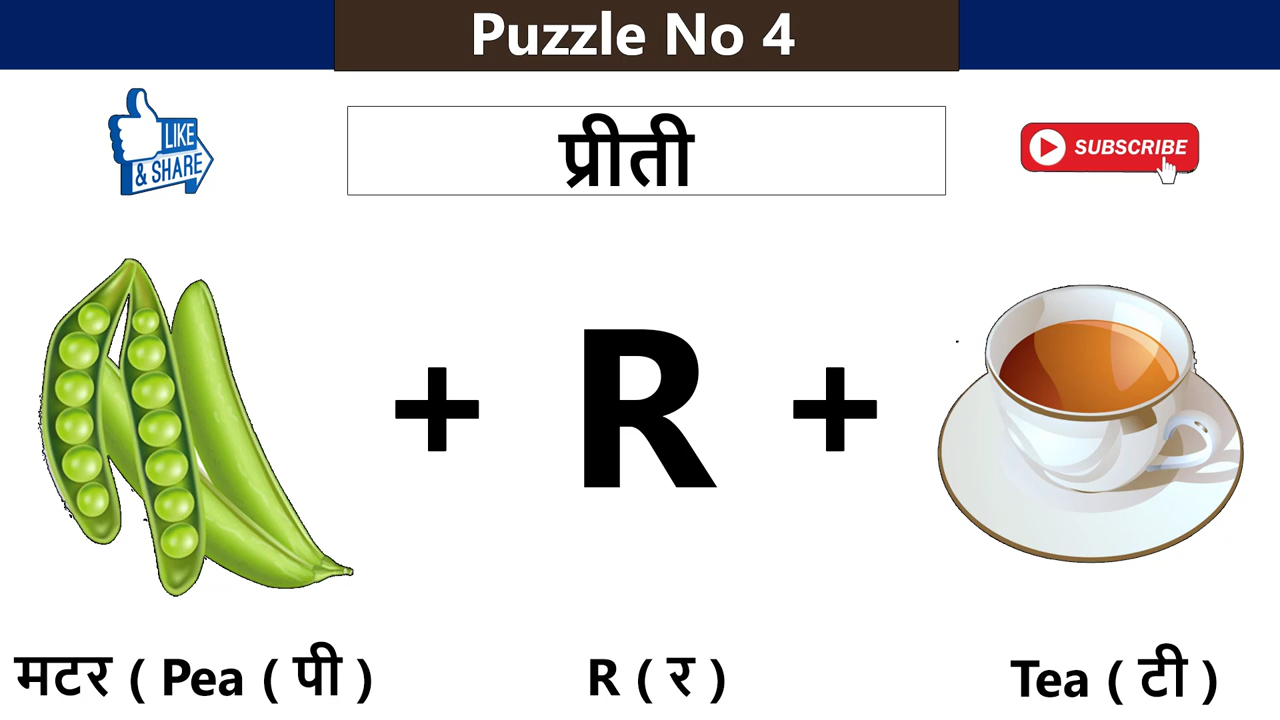 Puzzle No 4
LIKE
& SHARE
प्रीती
SUBSCRIBE
+ R +
मटर ( Pea ( पी )
R ( र )
Tea ( टी )